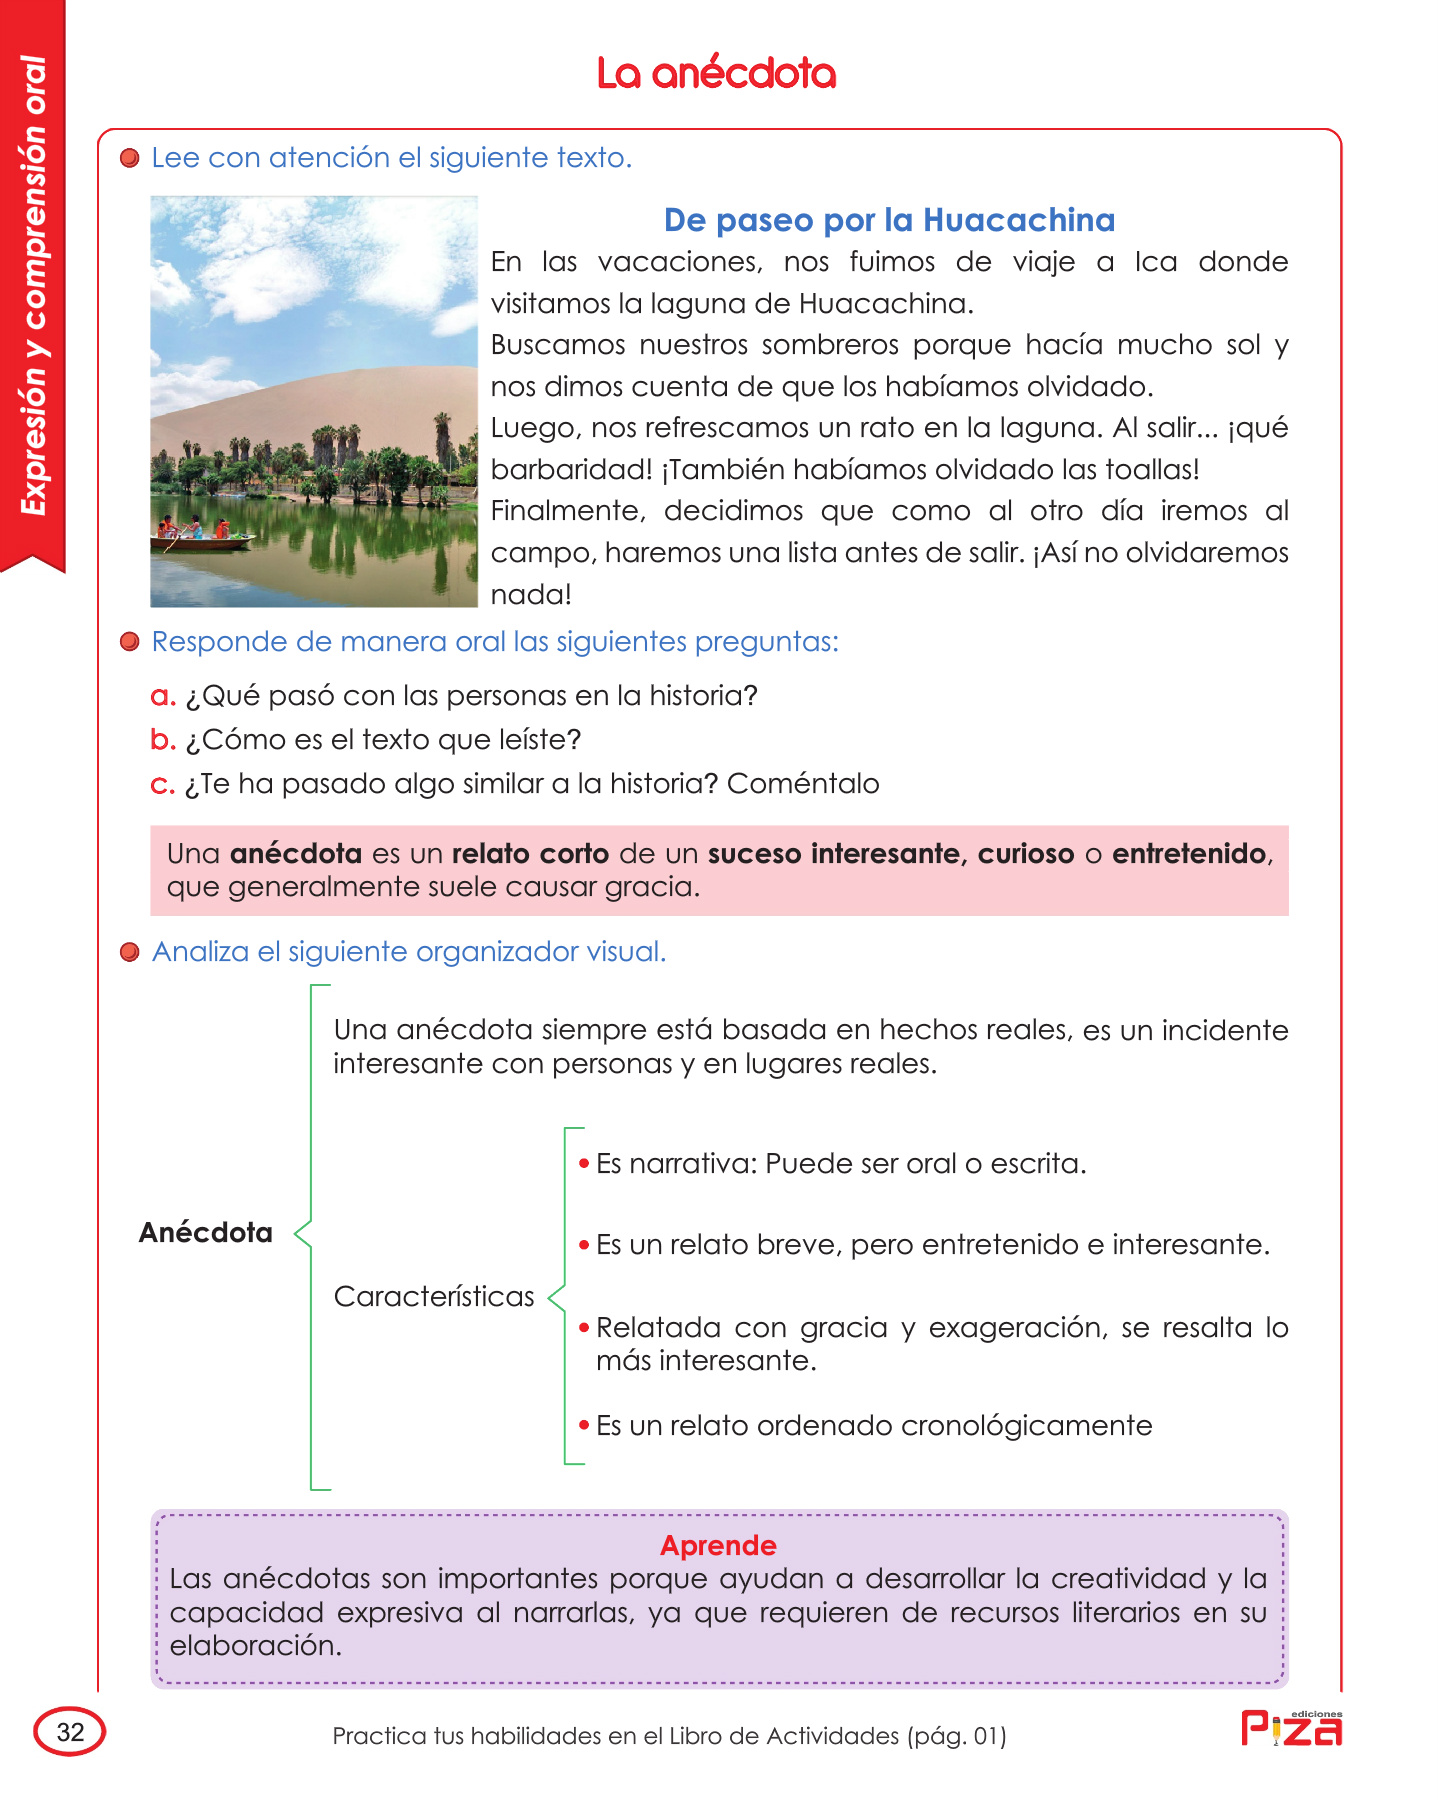 La anécdota
Expresión y comprensión oral
Lee con atención el siguiente texto.
De paseo por la Huacachina
En las vacaciones, nos fuimos de viaje a Ica donde
visitamos la laguna de Huacachina.
Buscamos nuestros sombreros porque hacía mucho sol y
nos dimos cuenta de que los habíamos olvidado.
Luego, nos refrescamos un rato en la laguna. Al salir... ¡qué
barbaridad! ¡También habíamos olvidado las toallas!
Finalmente, decidimos que como al otro día iremos al
campo, haremos una lista antes de salir. ¡Así no olvidaremos
nada!
Responde de manera oral las siguientes preguntas:
a. ¿Qué pasó con las personas en la historia?
b. ¿Cómo es el texto que leíste?
c. ¿Te ha pasado algo similar a la historia? Coméntalo
Una anécdota es un relato corto de un suceso interesante, curioso o entretenido,
que generalmente suele causar gracia.
Analiza el siguiente organizador visual.
Una anécdota siempre está basada en hechos reales, es un incidente
interesante con personas y en lugares reales.
Anécdota
Características
• Es narrativa: Puede ser oral o escrita.
• Es un relato breve, pero entretenido e interesante.
• Relatada con gracia y exageración, se resalta lo
más interesante.
• Es un relato ordenado cronológicamente
Aprende
Las anécdotas son importantes porque ayudan a desarrollar la creatividad y la
capacidad expresiva al narrarlas, ya que requieren de recursos literarios en su
elaboración.
32
Practica tus habilidades en el Libro de Actividades (pág. 01)
ediciones
Piza